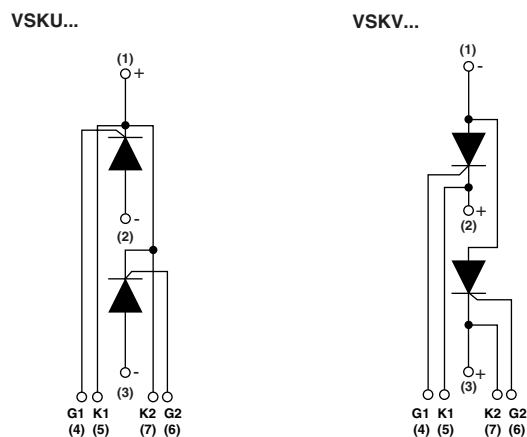 VSKU...
VSKV...
(1)
+
(1)
-
-
(2)
+
(2)
-
(3)
+
(3)
G1 K1 K2 G2
(4) (5) (7) (6)
G1 K1 K2 G2
(4) (5) (7) (6)